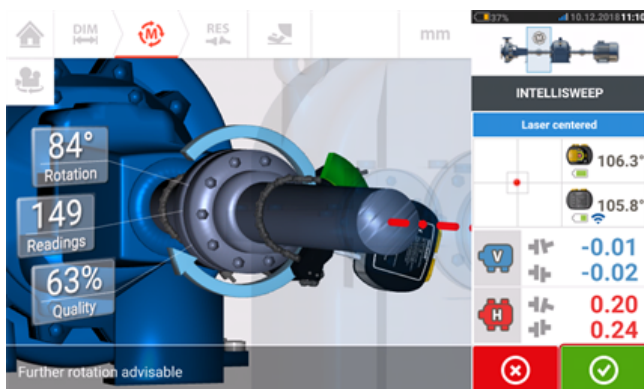 DIM
M
RES
mm
84°
Rotation
149
Readings
63%
Quality
Further rotation advisable
37%
10.12.2018 11:10
M
INTELLISWEEP
Laser centered
106.3°
105.8°
V
-0.01
-0.02
H
0.20
0.24